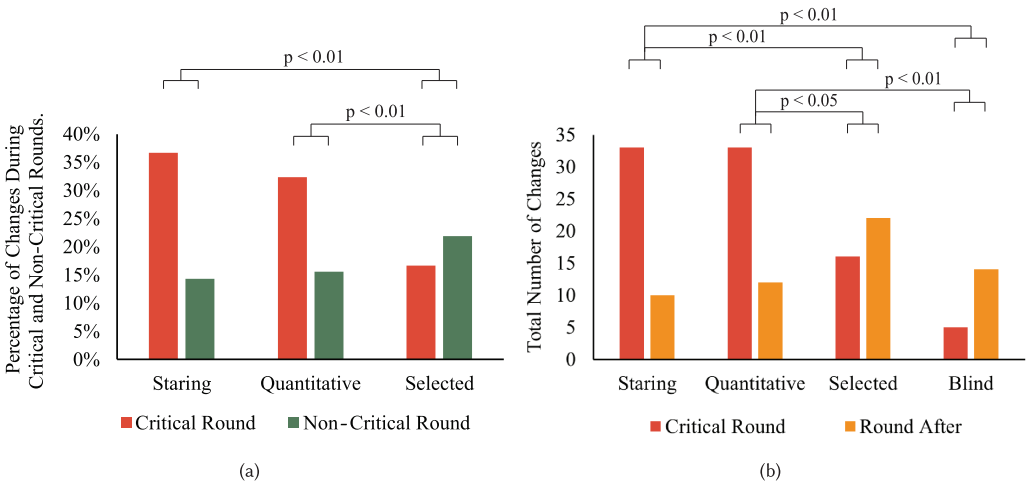 p < 0.01
p < 0.01
Percentage of Changes During
Critical and Non-Critical Rounds.
40%
35%
30%
25%
20%
15%
10%
5%
0%
Staring Quantitative Selected
Critical Round Non-Critical Round
(a)
p < 0.01
p < 0.01
p < 0.01
p < 0.05
Total Number of Changes
35
30
25
20
15
10
5
0
Staring Quantitative Selected Blind
Critical Round Round After
(b)